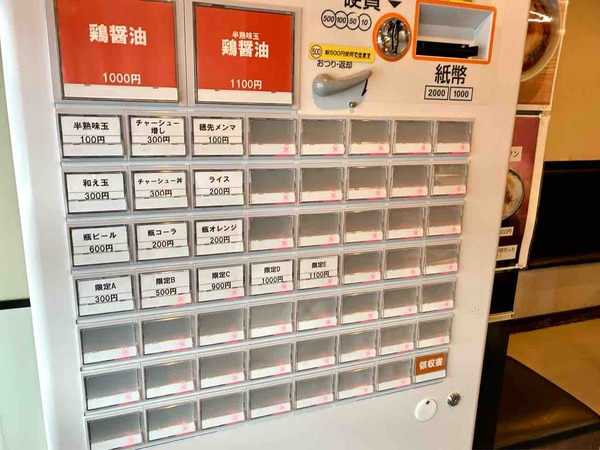 硬貨
500 100 50 10
鶏醤油
1000円
半熟味玉
鶏醤油
1100円
500 新500円使用できます
おつり・返却
紙幣
2000 1000
半熟味玉
100円
チャーシュー
増し
300円
穂先メンマ
100円
和え玉
300円
チャーシュー丼
300円
ライス
200円
瓶ビール
600円
瓶コーラ
200円
瓶オレンジ
200円
限定A
300円
限定B
500円
限定C
900円
限定D
1000円
限定E
1100円
領収書